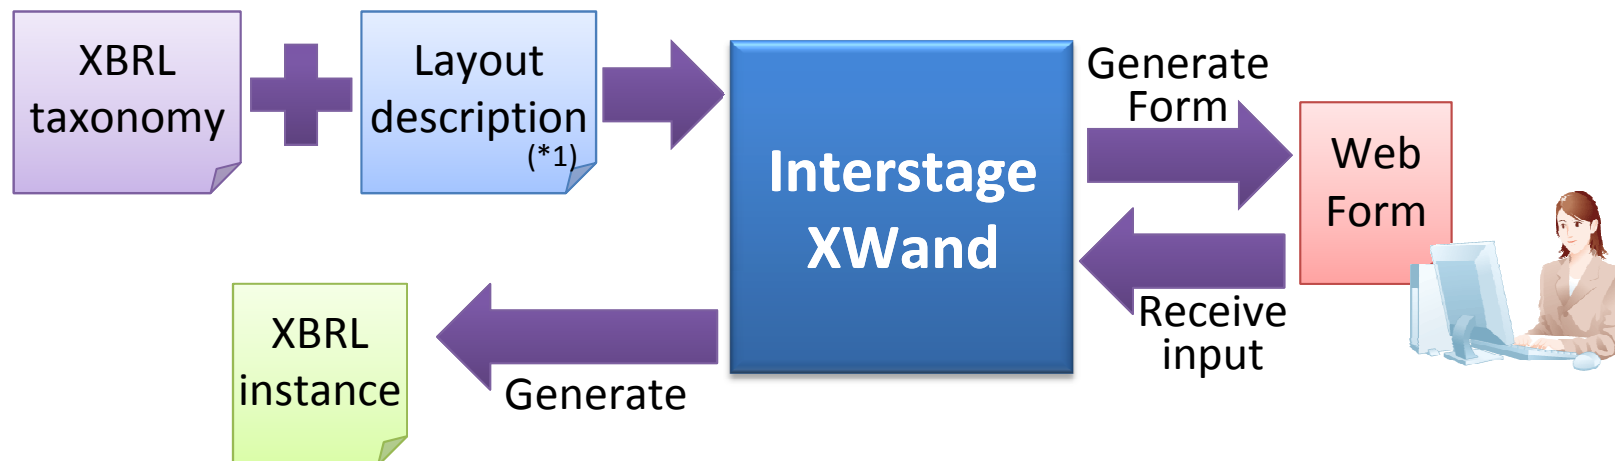 XBRL
taxonomy
Layout
description
(*1)
Interstage
XWand
Generate
Form
Web
Form
Receive
input
XBRL
instance
Generate